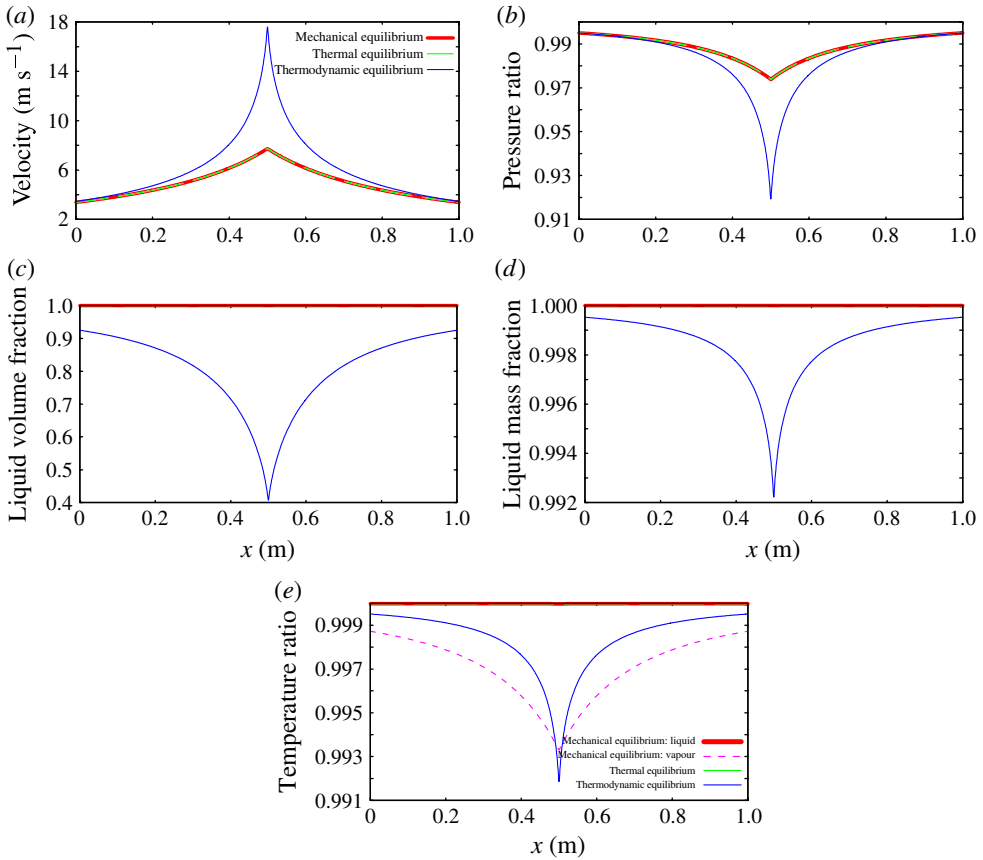 (a)
18
14
10
6
2
Velocity (m s⁻¹)
Mechanical equilibrium
Thermal equilibrium
Thermodynamic equilibrium
0 0.2 0.4 0.6 0.8 1.0
(b)
0.99
0.97
0.95
0.93
0.91
Pressure ratio
0 0.2 0.4 0.6 0.8 1.0
(c)
1.0
0.9
0.8
0.7
0.6
0.5
0.4
Liquid volume fraction
0 0.2 0.4 0.6 0.8 1.0
x (m)
(d)
1.000
0.998
0.996
0.994
0.992
Liquid mass fraction
0 0.2 0.4 0.6 0.8 1.0
x (m)
(e)
0.999
0.997
0.995
0.993
0.991
Temperature ratio
Mechanical equilibrium: liquid
Mechanical equilibrium: vapour
Thermal equilibrium
Thermodynamic equilibrium
0 0.2 0.4 0.6 0.8 1.0
x (m)